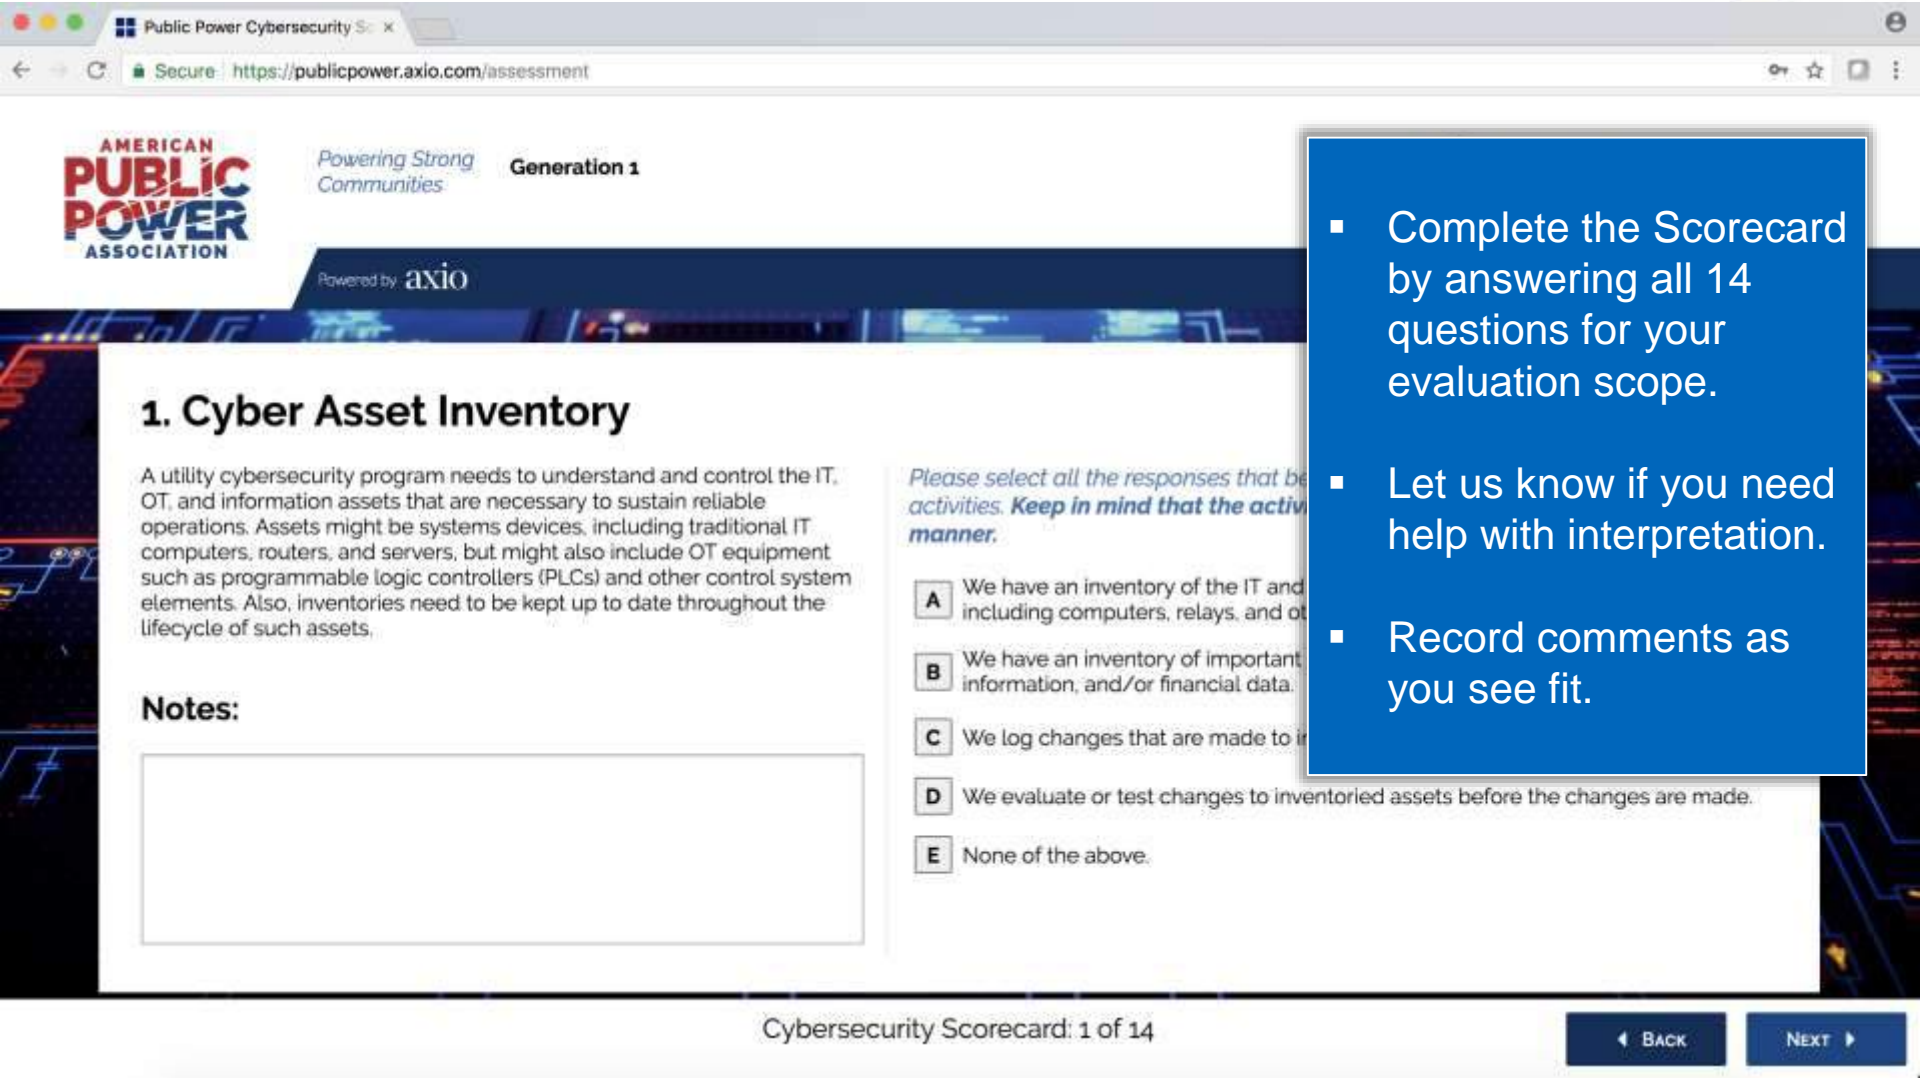 Public Power Cybersecurity Sc
Secure https://publicpower.axio.com/assessment
AMERICAN
PUBLIC
POWER
ASSOCIATION
Powering Strong
Communities
Generation 1
Powered by axio
1. Cyber Asset Inventory
A utility cybersecurity program needs to understand and control the IT,
OT, and information assets that are necessary to sustain reliable
operations. Assets might be systems devices, including traditional IT
computers, routers, and servers, but might also include OT equipment
such as programmable logic controllers (PLCs) and other control system
elements. Also, inventories need to be kept up to date throughout the
lifecycle of such assets.
Notes:
Please select all the responses that be
activities. Keep in mind that the activ
manner.
A We have an inventory of the IT and
including computers, relays, and ot
B We have an inventory of important
information, and/or financial data.
C We log changes that are made to i
D We evaluate or test changes to inventoried assets before the changes are made.
E None of the above.
▪ Complete the Scorecard
by answering all 14
questions for your
evaluation scope.
▪ Let us know if you need
help with interpretation.
▪ Record comments as
you see fit.
Cybersecurity Scorecard: 1 of 14
BACK
NEXT